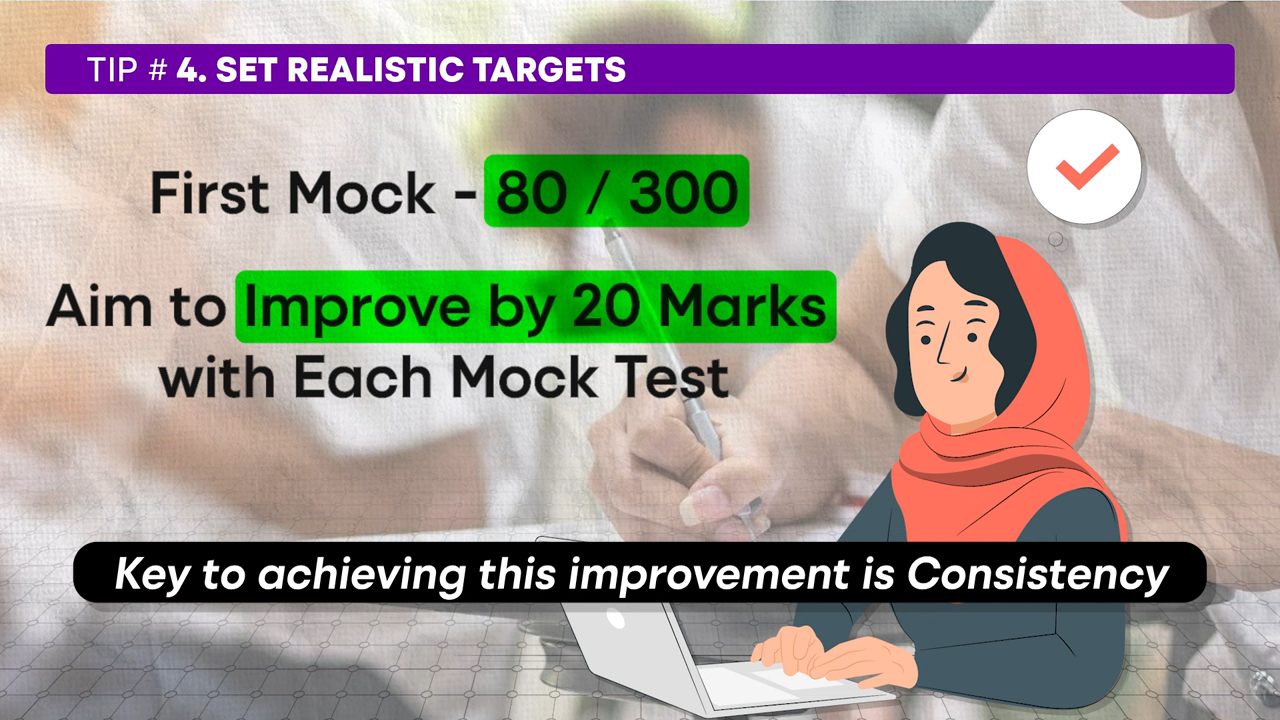 TIP # 4. SET REALISTIC TARGETS
First Mock - 80 / 300
Aim to Improve by 20 Marks
with Each Mock Test
Key to achieving this improvement is Consistency